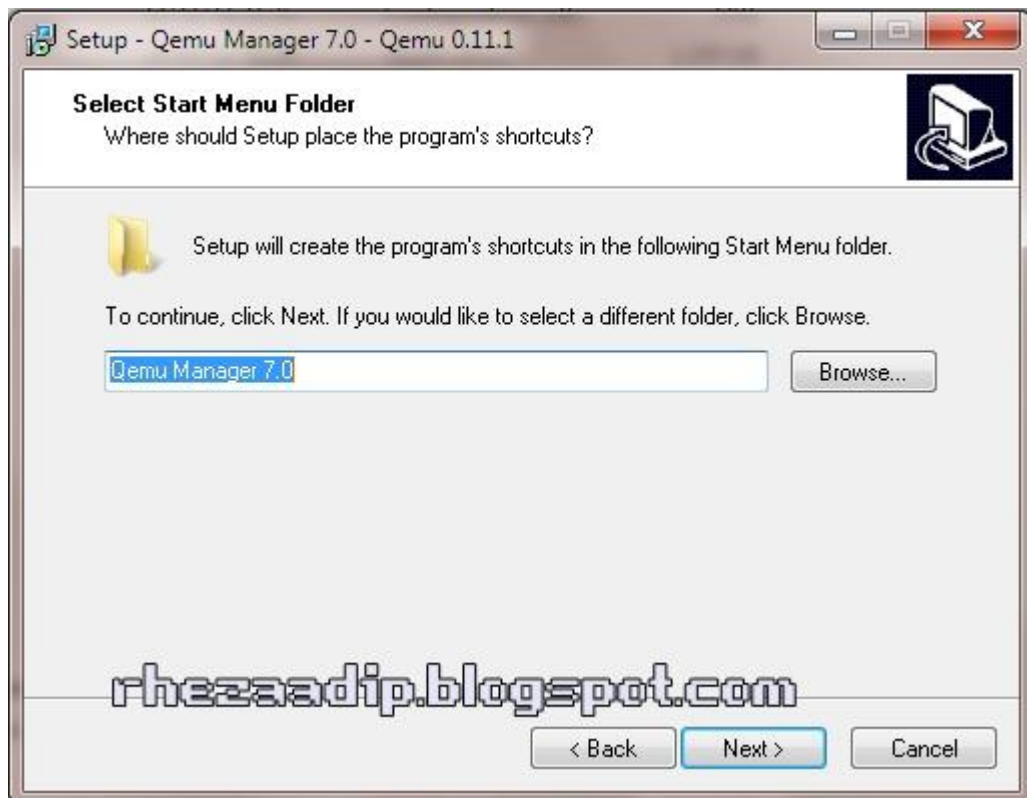 Setup - Qemu Manager 7.0 - Qemu 0.11.1
Select Start Menu Folder
Where should Setup place the program's shortcuts?
Setup will create the program's shortcuts in the following Start Menu folder.
To continue, click Next. If you would like to select a different folder, click Browse.
Qemu Manager 7.0
Browse...
rhezaadip.blogspot.com
< Back
Next >
Cancel